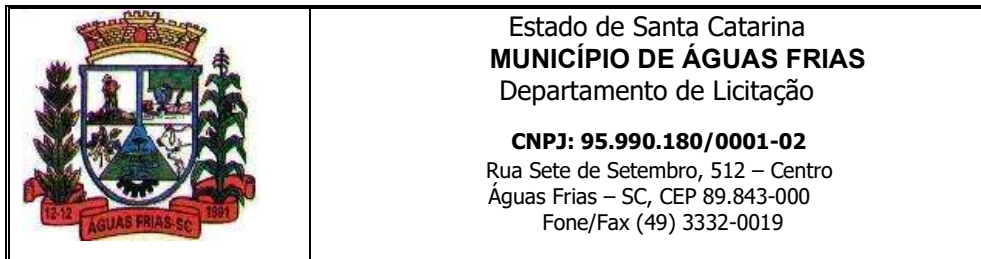 Estado de Santa Catarina
MUNICÍPIO DE ÁGUAS FRIAS
Departamento de Licitação
CNPJ: 95.990.180/0001-02
Rua Sete de Setembro, 512 – Centro
Águas Frias – SC, CEP 89.843-000
Fone/Fax (49) 3332-0019
12-12
ÁGUAS FRIAS-SC
1991